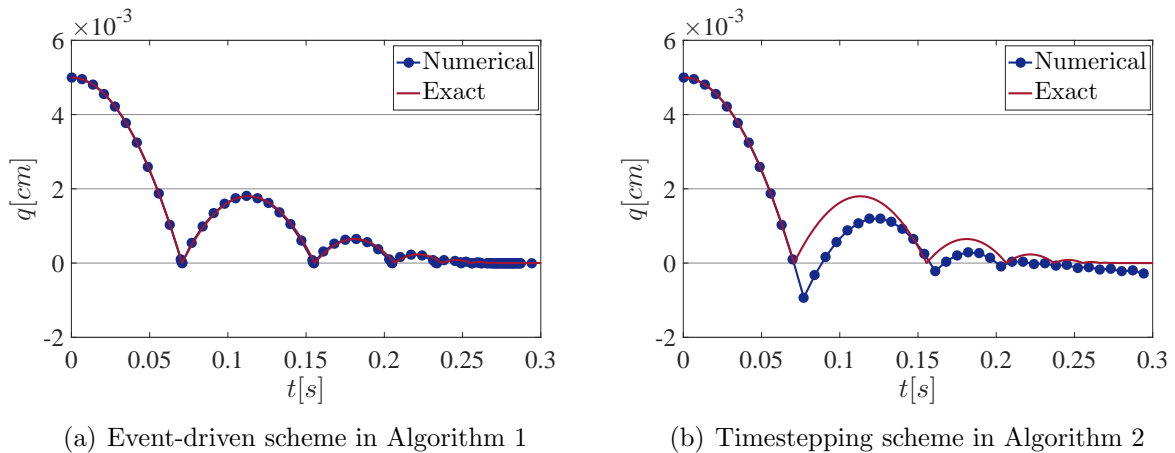 ×10⁻³
6
4
2
0
-2
q[cm]
0 0.05 0.1 0.15 0.2 0.25 0.3
t[s]
Numerical
Exact
(a) Event-driven scheme in Algorithm 1
×10⁻³
6
4
2
0
-2
q[cm]
0 0.05 0.1 0.15 0.2 0.25 0.3
t[s]
Numerical
Exact
(b) Timestepping scheme in Algorithm 2